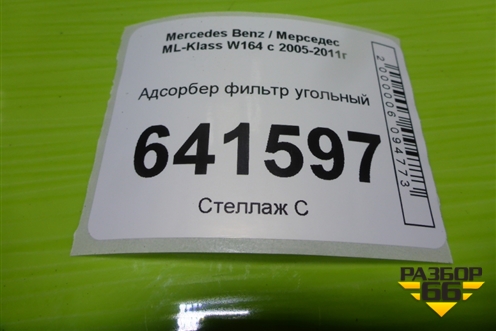 Mercedes Benz / Мерседес
ML-Klass W164 с 2005-2011г
Адсорбер фильтр угольный
641597
Стеллаж С
2000006094773
РАЗБОР
66